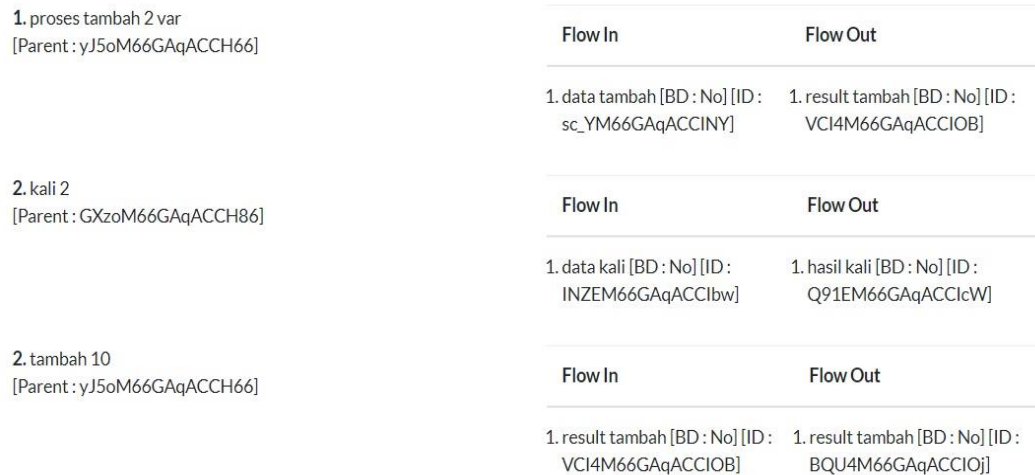 1. proses tambah 2 var
[Parent : yJ5oM66GAqACCH66]
Flow In Flow Out
1. data tambah [BD : No] [ID : 1. result tambah [BD : No] [ID :
sc_YM66GAqACCINY] VCI4M66GAqACCIOB]
2. kali 2
[Parent : GXzoM66GAqACCH86]
Flow In Flow Out
1. data kali [BD : No] [ID : 1. hasil kali [BD : No] [ID :
INZEM66GAqACCIbw] Q91EM66GAqACCIcW]
2. tambah 10
[Parent : yJ5oM66GAqACCH66]
Flow In Flow Out
1. result tambah [BD : No] [ID : 1. result tambah [BD : No] [ID :
VCI4M66GAqACCIOB] BQU4M66GAqACCIOj]